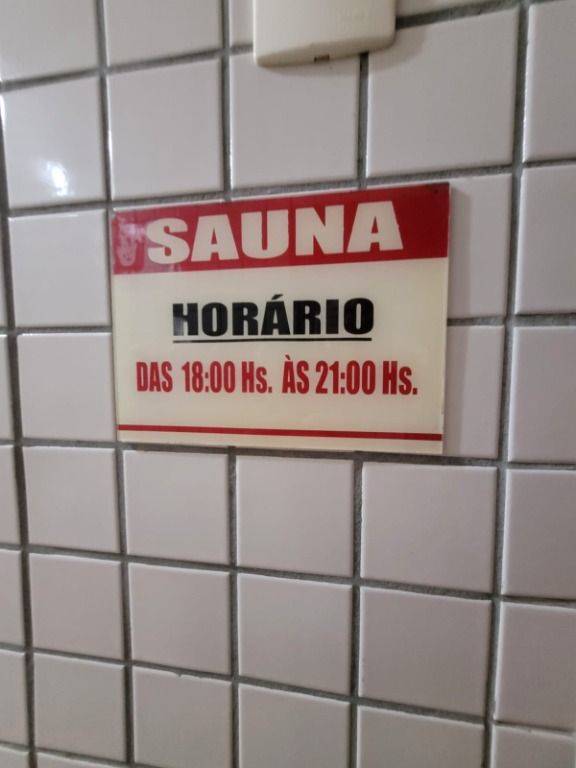 SAUNA
HORÁRIO
DAS 18:00 Hs. ÀS 21:00 Hs.